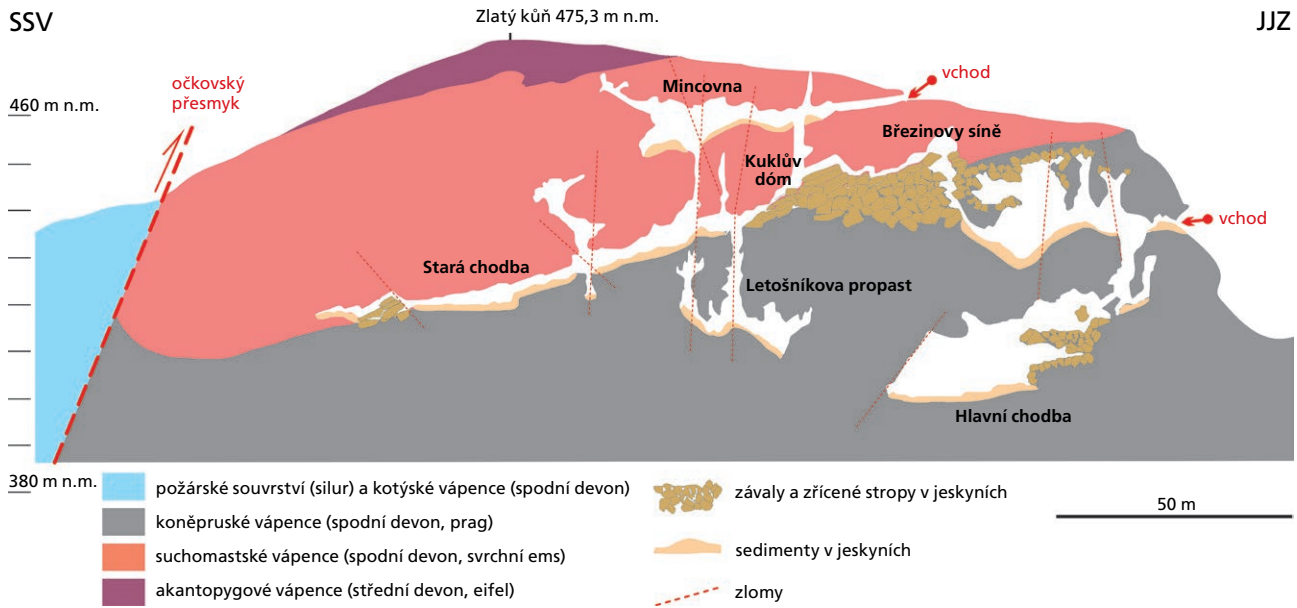 SSV
Zlatý kůň 475,3 m n.m.
JJZ
očkovský
přesmyk
460 m n.m.
Mincovna
vchod
Březinovy síně
Kuklův
dóm
vchod
Stará chodba
Letošníkova propast
Hlavní chodba
380 m n.m.
požárské souvrství (silur) a kotýské vápence (spodní devon)
koněpruské vápence (spodní devon, prag)
suchomastské vápence (spodní devon, svrchní ems)
akantopygové vápence (střední devon, eifel)
závaly a zřícené stropy v jeskyních
sedimenty v jeskyních
zlomy
50 m